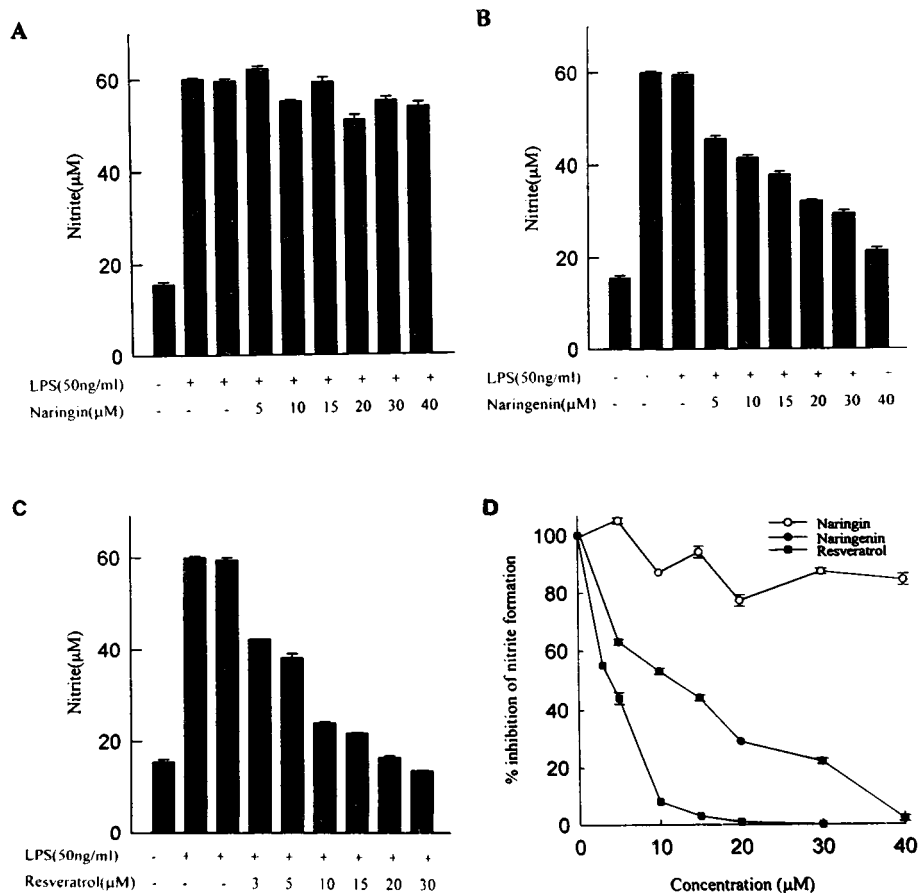 A
Nitrite(µM)
60
40
20
0
LPS(50ng/ml) - + + + + + + + +
Naringin(µM) - - - 5 10 15 20 30 40
B
Nitrite(µM)
60
40
20
0
LPS(50ng/ml) - - + + + + + + -
Naringenin(µM) - - - 5 10 15 20 30 40
C
Nitrite(µM)
60
40
20
0
LPS(50ng/ml) - + + + + + + + +
Resveratrol(µM) - - - 3 5 10 15 20 30
D
% inhibition of nitrite formation
100
80
60
40
20
0
Naringin
Naringenin
Resveratrol
0 10 20 30 40
Concentration (µM)